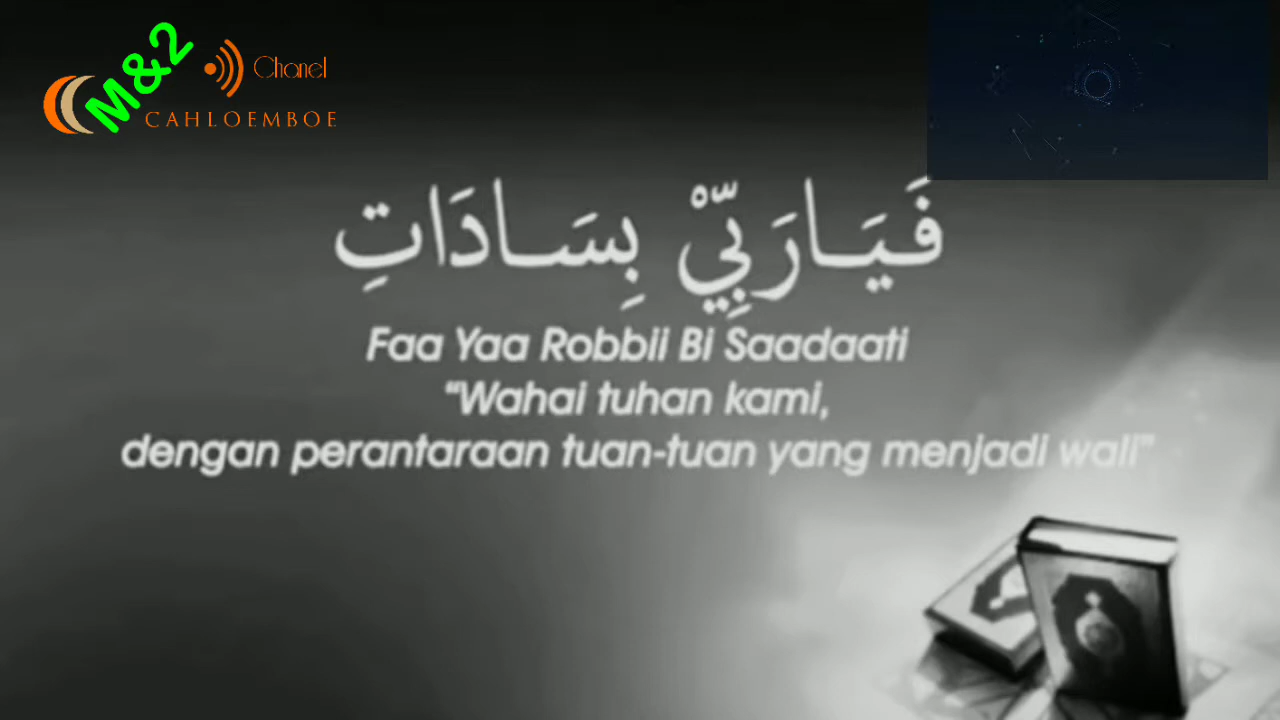 M&2 Chanel
CAHLOEMBOE
فَـيَـارَبِيّْ بِسَـادَاتِ
Faa Yaa Robbii Bi Saadaati
"Wahai tuhan kami,
dengan perantaraan tuan-tuan yang menjadi wali"